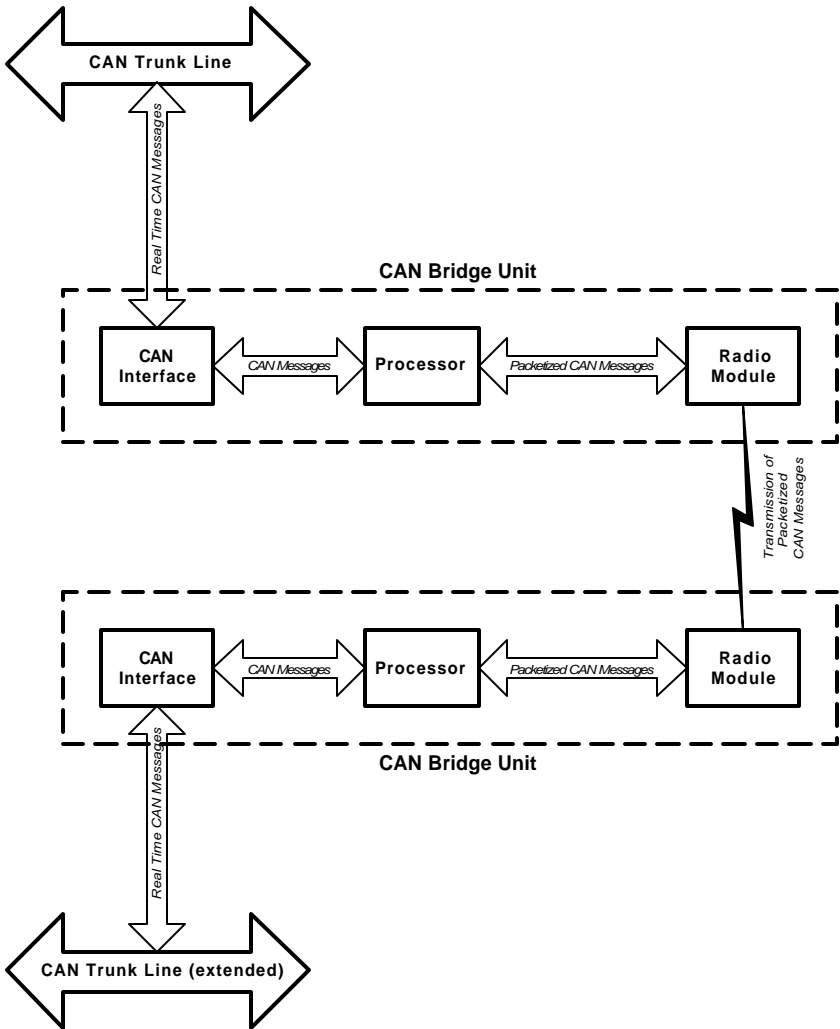 CAN Trunk Line
Real Time CAN Messages
CAN Bridge Unit
CAN
Interface
CAN Messages
Processor
Packetized CAN Messages
Radio
Module
Transmission of
Packetized
CAN Messages
CAN
Interface
CAN Messages
Processor
Packetized CAN Messages
Radio
Module
CAN Bridge Unit
Real Time CAN Messages
CAN Trunk Line (extended)